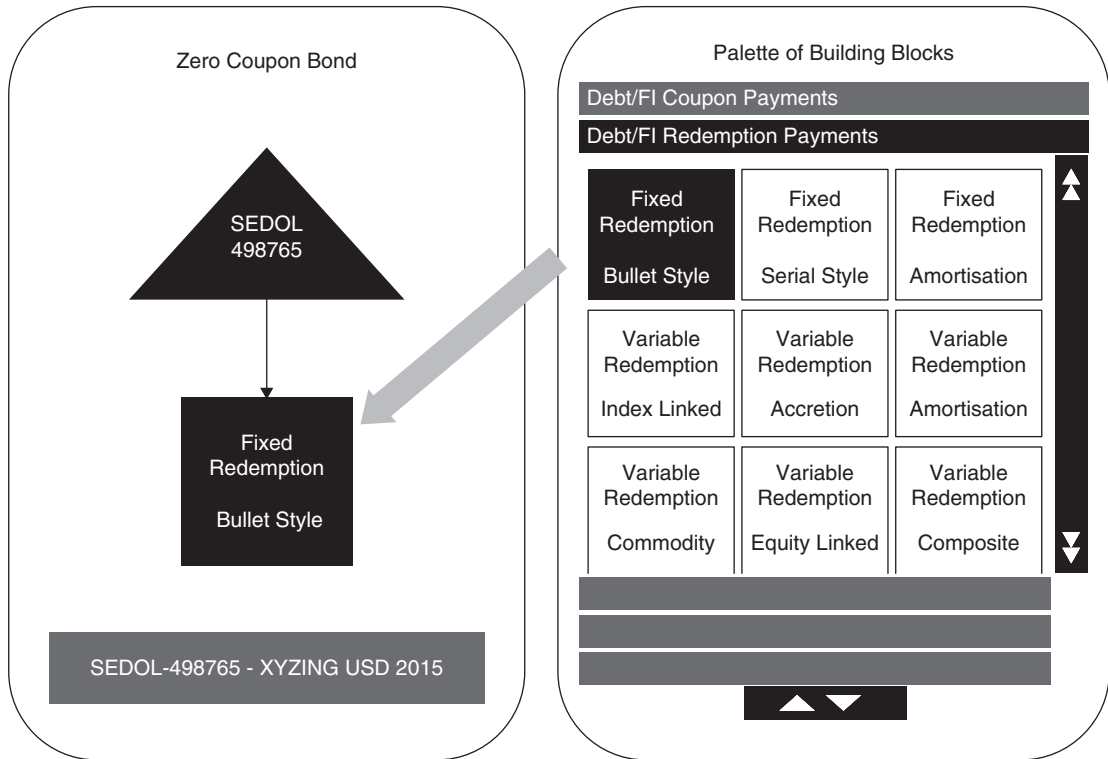 Zero Coupon Bond
SEDOL
498765
Fixed
Redemption
Bullet Style
SEDOL-498765 - XYZING USD 2015
Palette of Building Blocks
Debt/FI Coupon Payments
Debt/FI Redemption Payments
Fixed
Redemption
Bullet Style
Fixed
Redemption
Serial Style
Fixed
Redemption
Amortisation
Variable
Redemption
Index Linked
Variable
Redemption
Accretion
Variable
Redemption
Amortisation
Variable
Redemption
Commodity
Variable
Redemption
Equity Linked
Variable
Redemption
Composite